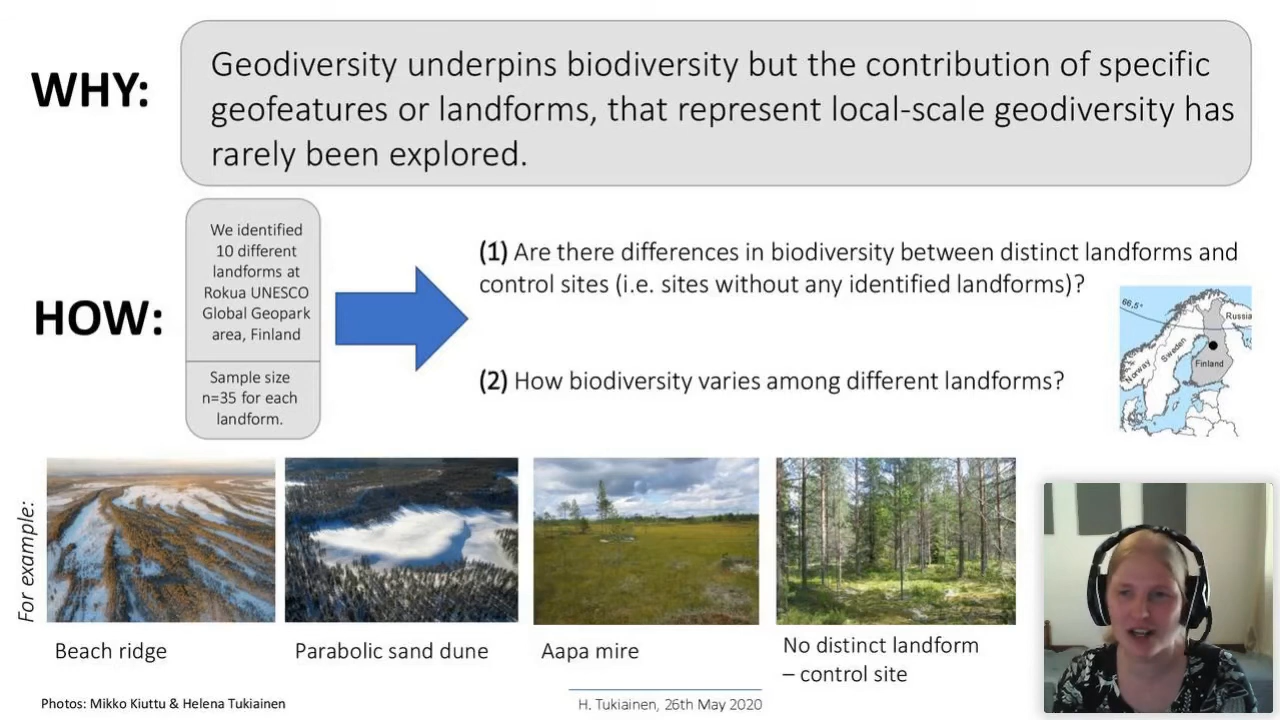 WHY:
Geodiversity underpins biodiversity but the contribution of specific
geofeatures or landforms, that represent local-scale geodiversity has
rarely been explored.
HOW:
We identified
10 different
landforms at
Rokua UNESCO
Global Geopark
area, Finland
Sample size
n=35 for each
landform.
(1) Are there differences in biodiversity between distinct landforms and
control sites (i.e. sites without any identified landforms)?
(2) How biodiversity varies among different landforms?
66,5°
Russia
Sweden
Norway
Finland
For example:
Beach ridge
Parabolic sand dune
Aapa mire
No distinct landform
– control site
Photos: Mikko Kiuttu & Helena Tukiainen
H. Tukiainen, 26th May 2020